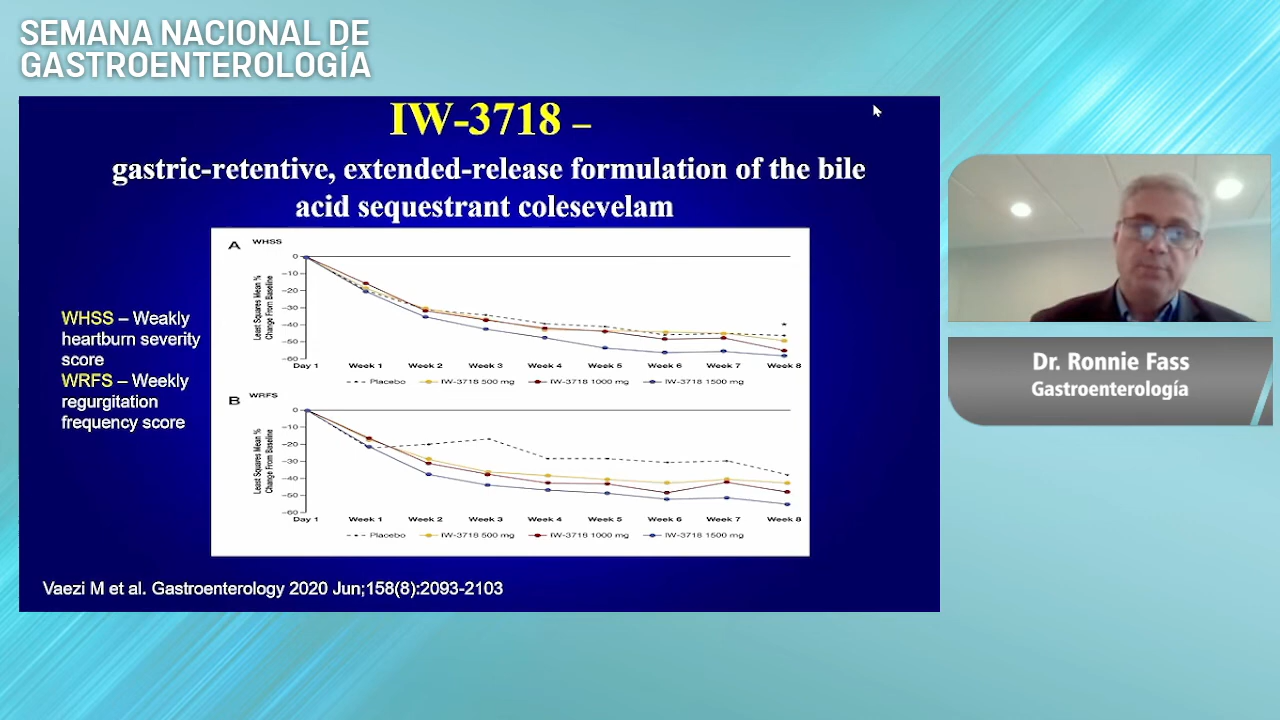 SEMANA NACIONAL DE
GASTROENTEROLOGÍA
IW-3718 –
gastric-retentive, extended-release formulation of the bile
acid sequestrant colesevelam
WHSS – Weakly
heartburn severity
score
WRFS – Weekly
regurgitation
frequency score
A WHSS
Least Squares Mean %
Change From Baseline
0
–10
–20
–30
–40
–50
–60
Day 1 Week 1 Week 2 Week 3 Week 4 Week 5 Week 6 Week 7 Week 8
Placebo IW-3718 500 mg IW-3718 1000 mg IW-3718 1500 mg
B WRFS
Least Squares Mean %
Change From Baseline
0
–10
–20
–30
–40
–50
–60
Day 1 Week 1 Week 2 Week 3 Week 4 Week 5 Week 6 Week 7 Week 8
Placebo IW-3718 500 mg IW-3718 1000 mg IW-3718 1500 mg
Vaezi M et al. Gastroenterology 2020 Jun;158(8):2093-2103
Dr. Ronnie Fass
Gastroenterología